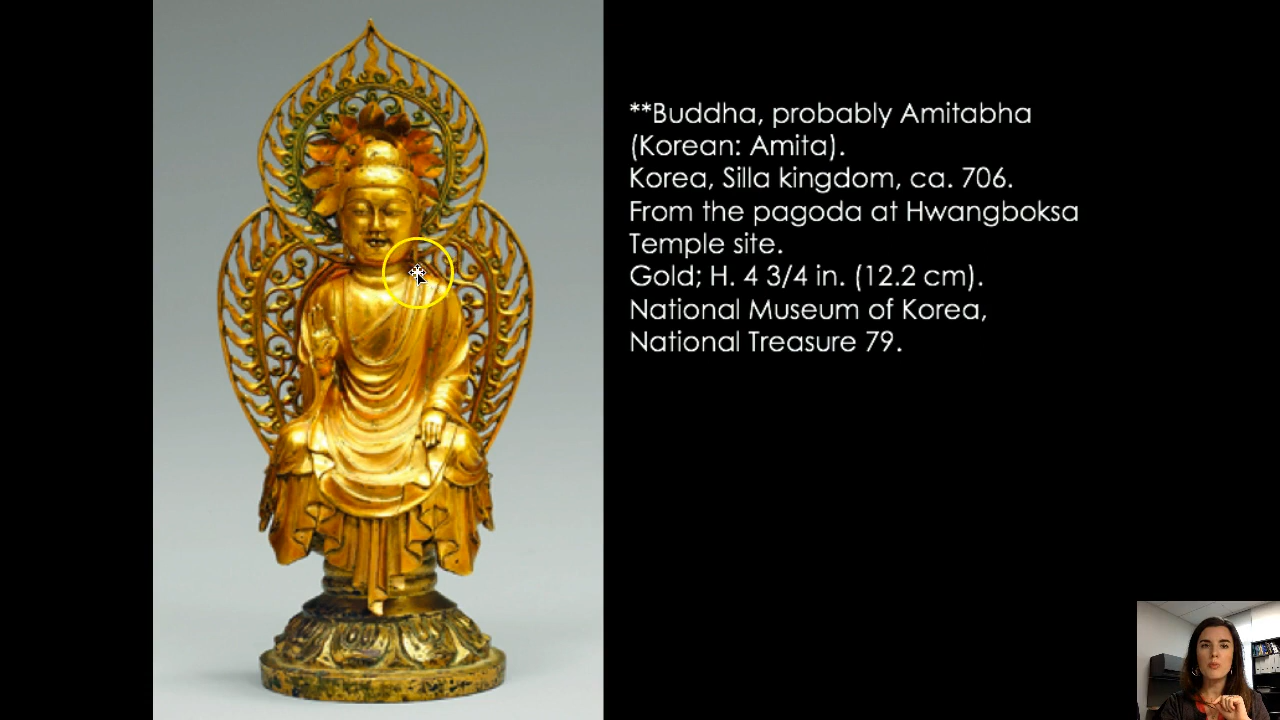 **Buddha, probably Amitabha
(Korean: Amita).
Korea, Silla kingdom, ca. 706.
From the pagoda at Hwangboksa
Temple site.
Gold; H. 4 3/4 in. (12.2 cm).
National Museum of Korea,
National Treasure 79.